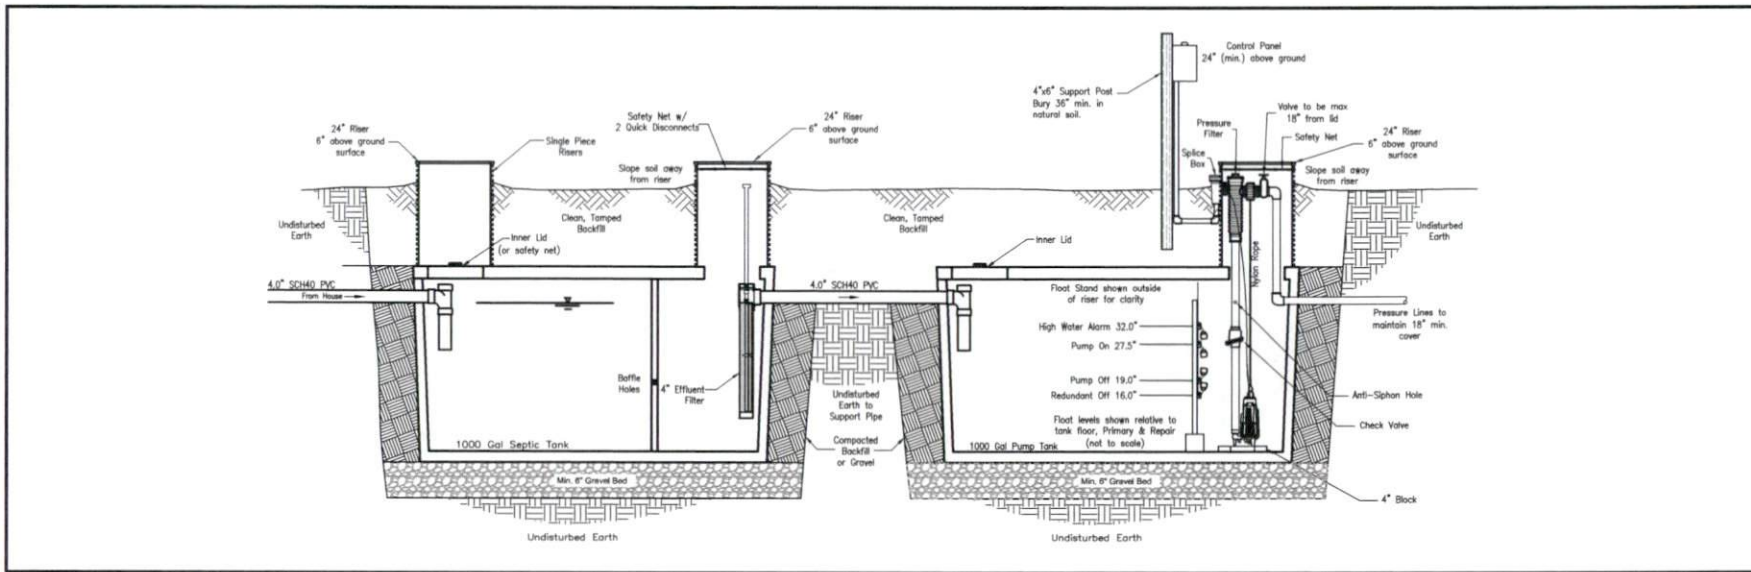 Control Panel
24" (min.) above ground
4"x6" Support Post
Bury 36" min. in
natural soil.
Valve to be max
18" from lid
Pressure
Filter
Safety Net
Splice
Box
24" Riser
6" above ground
surface
Slope soil away
from riser
24" Riser
6" above ground
surface
Single Piece
Risers
Safety Net w/
2 Quick Disconnects
24" Riser
6" above ground
surface
Slope soil away
from riser
Undisturbed
Earth
Clean, Tamped
Backfill
Clean, Tamped
Backfill
Undisturbed
Earth
Inner Lid
(or safety net)
Inner Lid
Nylon Rope
4.0" SCH40 PVC
From House
4.0" SCH40 PVC
Float Stand shown outside
of riser for clarity
Pressure Lines to
maintain 18" min.
cover
High Water Alarm 32.0"
Pump On 27.5"
Pump Off 19.0"
Redundant Off 16.0"
Baffle
Holes
4" Effluent
Filter
Undisturbed
Earth to
Support Pipe
Anti-Siphon Hole
Float levels shown relative to
tank floor, Primary & Repair
(not to scale)
Check Valve
1000 Gal Septic Tank
Compacted
Backfill
or Gravel
1000 Gal Pump Tank
Min. 6" Gravel Bed
Min. 6" Gravel Bed
4" Block
Undisturbed Earth
Undisturbed Earth